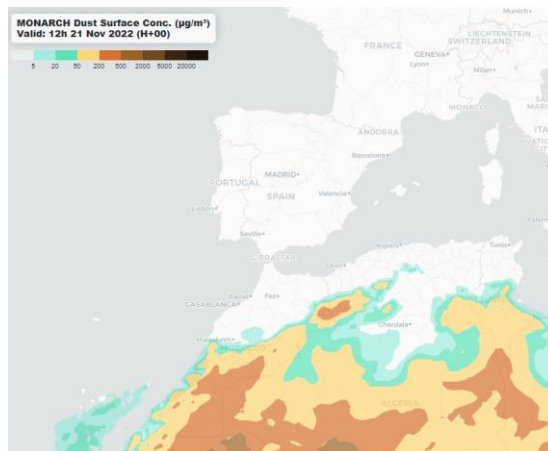 MONARCH Dust Surface Conc. (µg/m³)
Valid: 12h 21 Nov 2022 (H+00)
5 20 50 200 500 2000 5000 20000
Munich
LIECHTENSTEIN
FRANCE
GENEVA
SWITZERLAND
Lyon
Milan
MONACO
ANDORRA
ITA
Barcelona
MADRID
PORTUGAL
SPAIN
Valencia
Lisbon
Seville
Algiers
Tunis
GIBRALTAR
Oran
Rabat
Fez
CASABLANCA
Ghardaïa
Marrakesh
ALGERIA